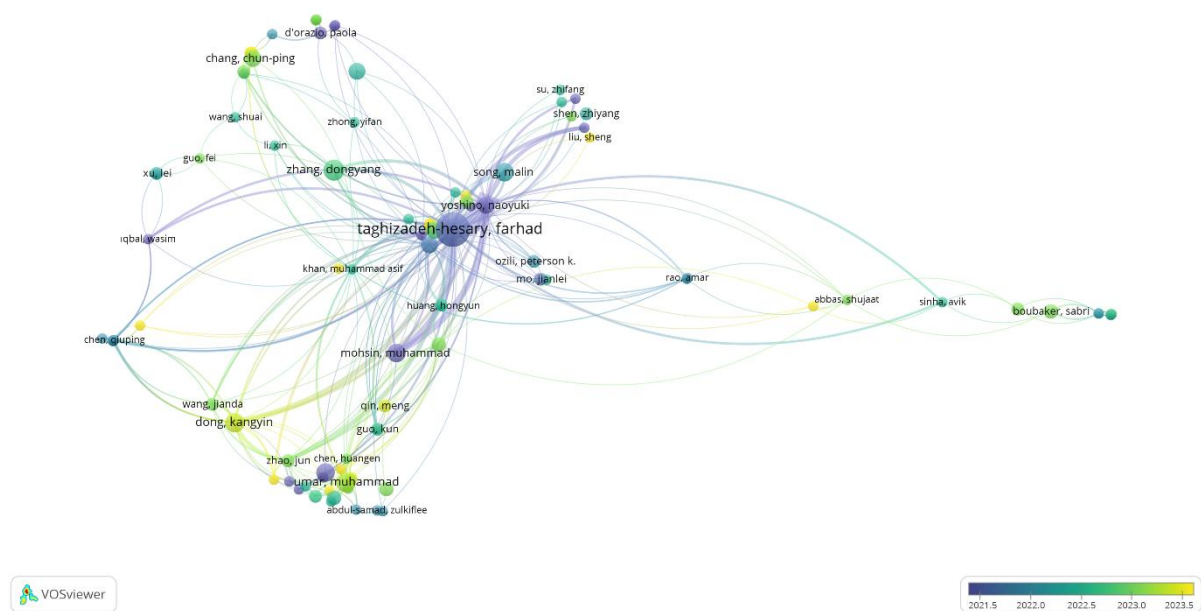 d'orazio, paola
chang, chun-ping
su, zhifang
wang, shuai
zhong, yifan
shen, zhiyang
liu, sheng
li, xin
guo, fei
zhang, dongyang
song, malin
xu, lei
yoshino, naoyuki
taghizadeh-hesary, farhad
iqbal, wasim
ozili, peterson k.
khan, muhammad asif
mo, jianlei
rao, amar
abbas, shujaat
sinha, avik
boubaker, sabri
huang, hongyun
chen, qiuping
mohsin, muhammad
wang, jianda
qin, meng
dong, kangyin
guo, kun
zhao, jun
chen, huangen
umar, muhammad
abdul-samad, zulkiflee
VOSviewer
2021.5 2022.0 2022.5 2023.0 2023.5